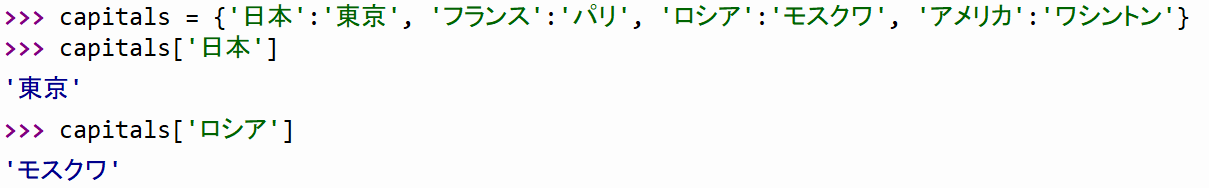 >>> capitals = {'日本':'東京', 'フランス':'パリ', 'ロシア':'モスクワ', 'アメリカ':'ワシントン'}
>>> capitals['日本']
'東京'
>>> capitals['ロシア']
'モスクワ'